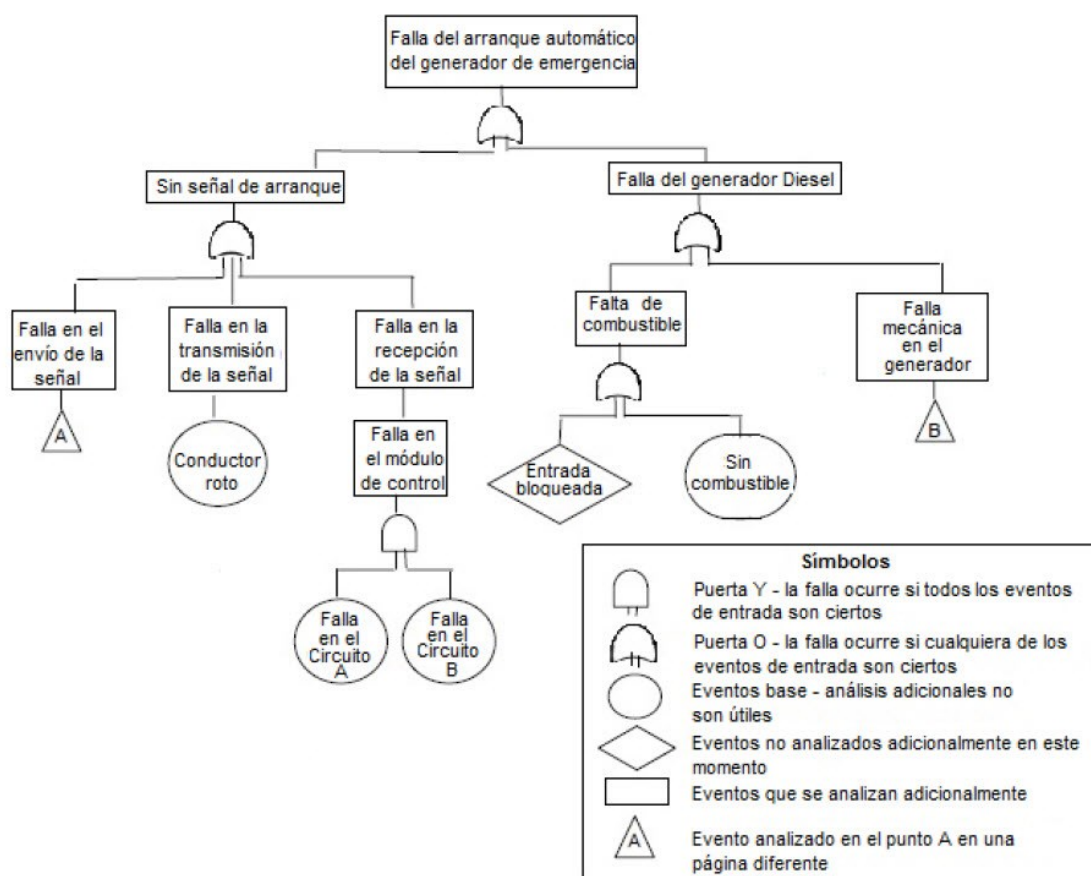 Falla del arranque automático
del generador de emergencia
Sin señal de arranque
Falla del generador Diesel
Falla en el
envío de la
señal
Falla en la
transmisión
de la señal
Falla en la
recepción
de la señal
Falta de
combustible
Falla
mecánica
en el
generador
A
Conductor
roto
Falla en
el módulo
de control
Entrada
bloqueada
Sin
combustible
B
Falla
en el
Circuito
A
Falla
en el
Circuito
B
Símbolos
Puerta Y - la falla ocurre si todos los eventos
de entrada son ciertos
Puerta O - la falla ocurre si cualquiera de los
eventos de entrada son ciertos
Eventos base - análisis adicionales no
son útiles
Eventos no analizados adicionalmente en este
momento
Eventos que se analizan adicionalmente
A
Evento analizado en el punto A en una
página diferente